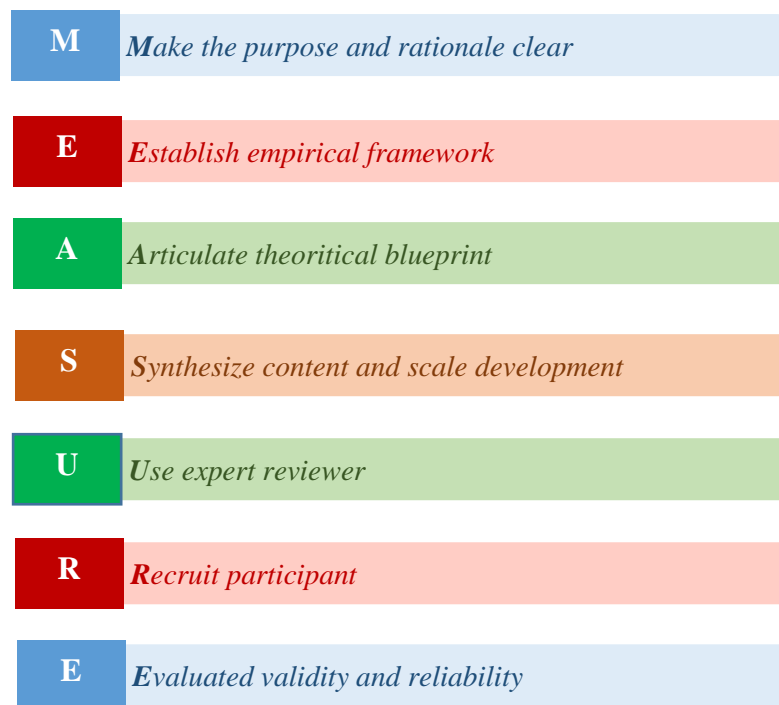 M Make the purpose and rationale clear
E Establish empirical framework
A Articulate theoritical blueprint
S Synthesize content and scale development
U Use expert reviewer
R Recruit participant
E Evaluated validity and reliability